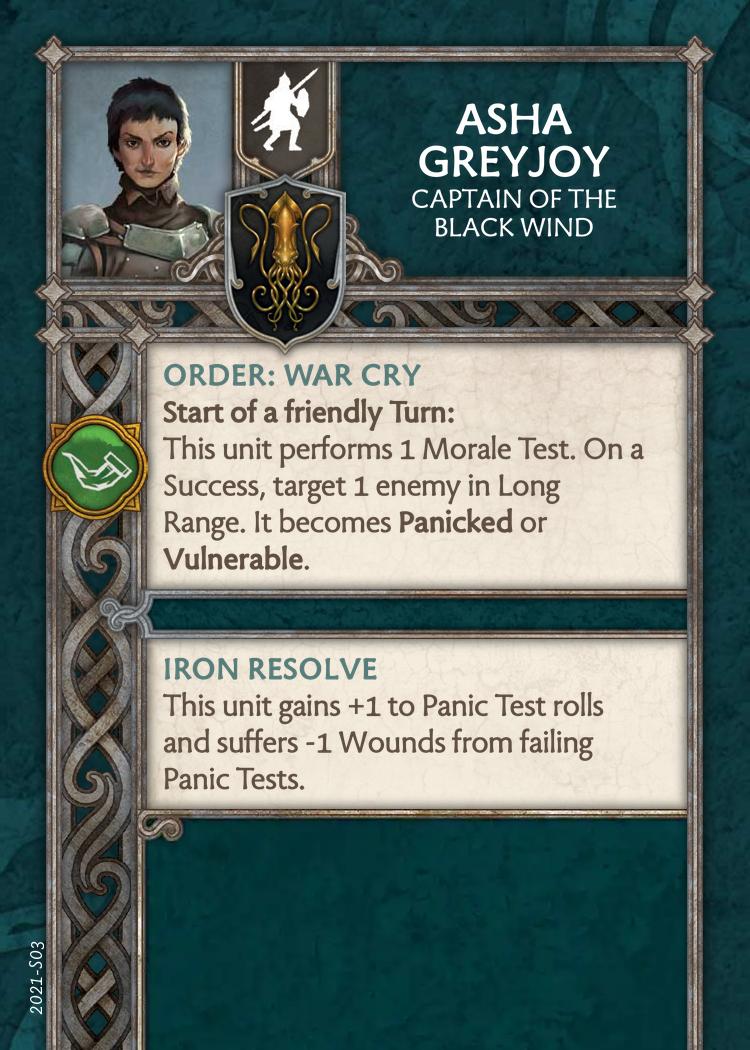 ASHA
GREYJOY
CAPTAIN OF THE
BLACK WIND
ORDER: WAR CRY
Start of a friendly Turn:
This unit performs 1 Morale Test. On a
Success, target 1 enemy in Long
Range. It becomes Panicked or
Vulnerable.
IRON RESOLVE
This unit gains +1 to Panic Test rolls
and suffers -1 Wounds from failing
Panic Tests.
2021-S03